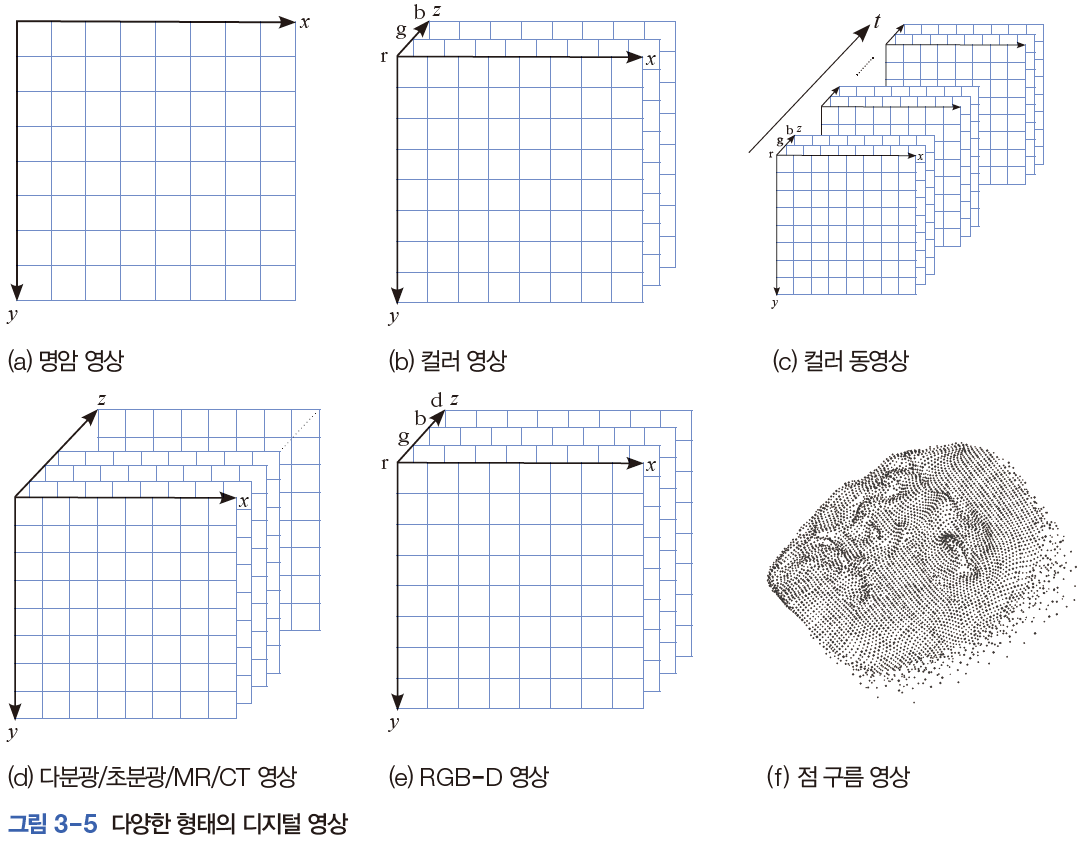 x
y
(a) 명암 영상
r g b z
x
y
(b) 컬러 영상
t
r g b z
x
y
(c) 컬러 동영상
z
x
y
(d) 다분광/초분광/MR/CT 영상
r g b d z
x
y
(e) RGB-D 영상
(f) 점 구름 영상
그림 3-5 다양한 형태의 디지털 영상